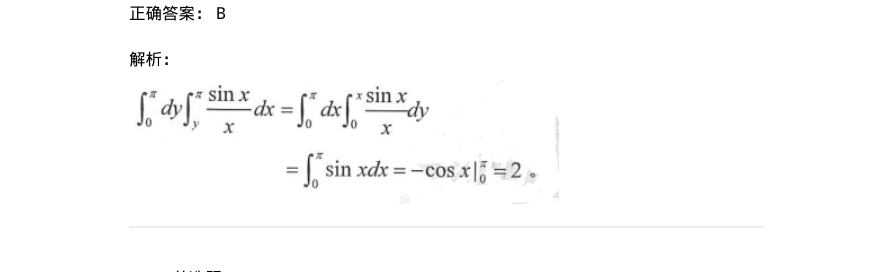 正确答案： B
解析：
∫₀^π dy∫_y^π (sin x / x) dx = ∫₀^π dx∫₀^x (sin x / x) dy
= ∫₀^π sin xdx = −cos x|₀^π = 2 。